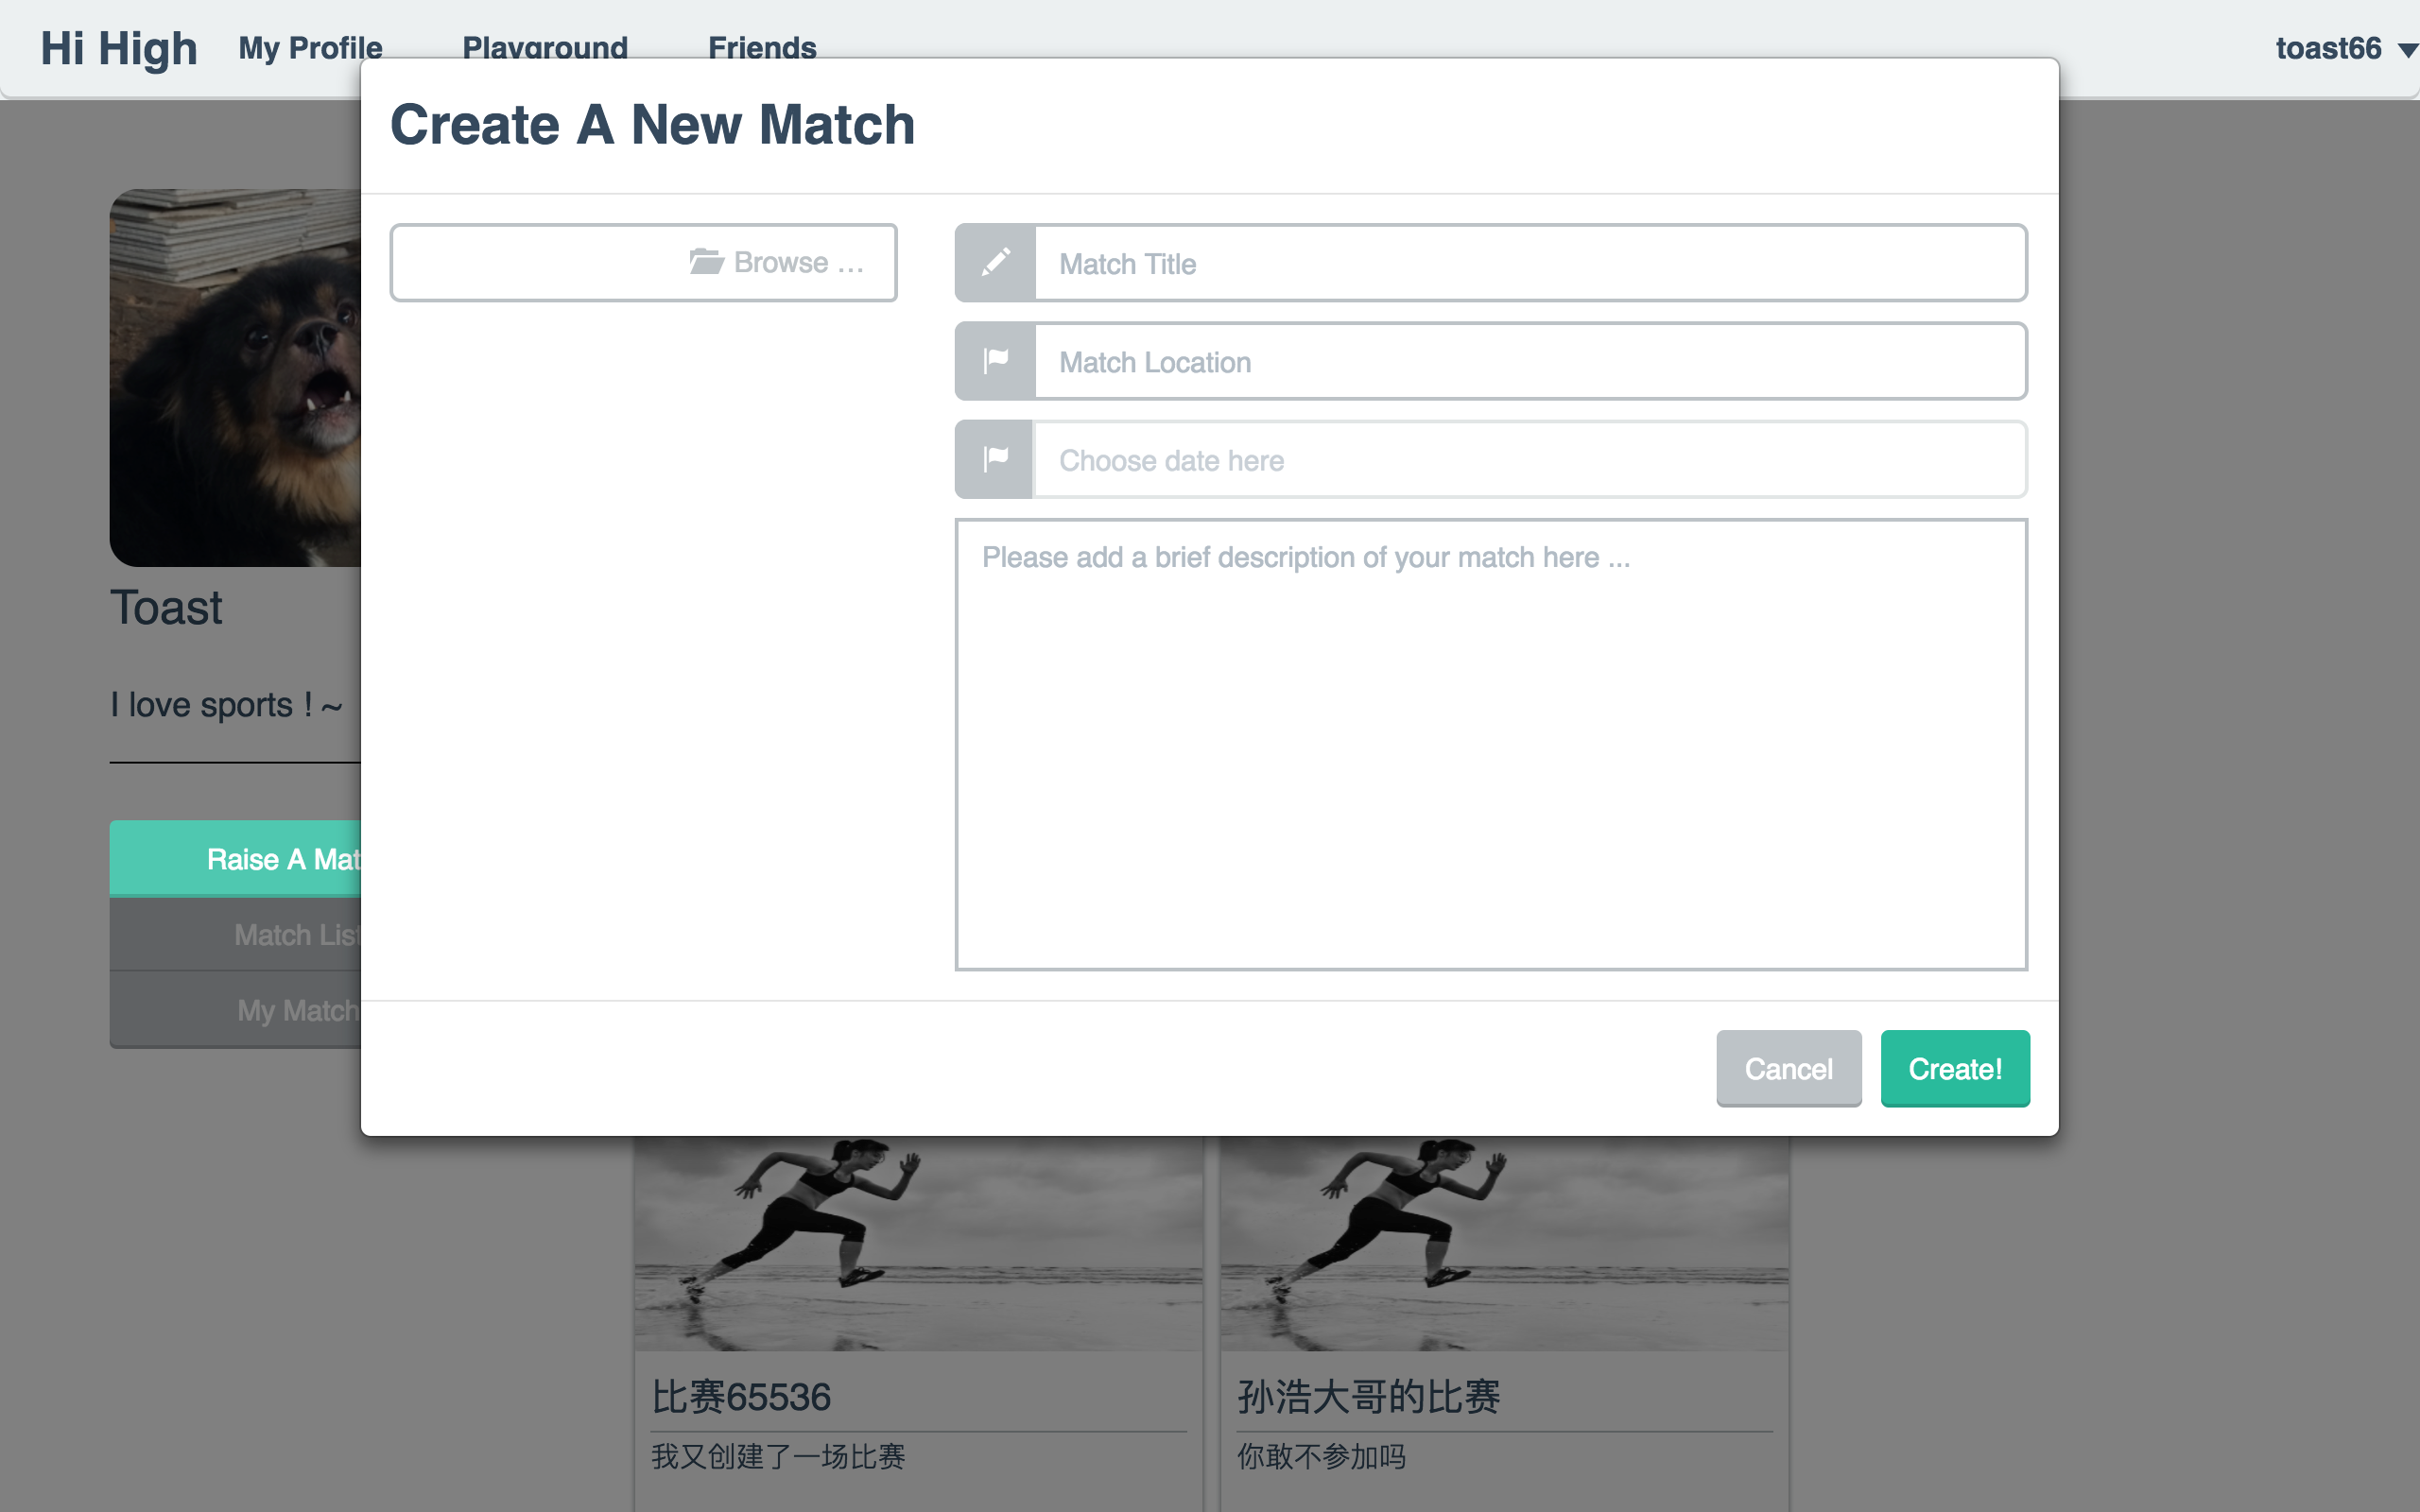 Hi High My Profile Playground Friends toast66
Create A New Match
Browse ...
Match Title
Match Location
Choose date here
Please add a brief description of your match here ...
Toast
I love sports ! ~
Raise A Mat
Match List
My Match
Cancel Create!
比赛65536
我又创建了一场比赛
孙浩大哥的比赛
你敢不参加吗